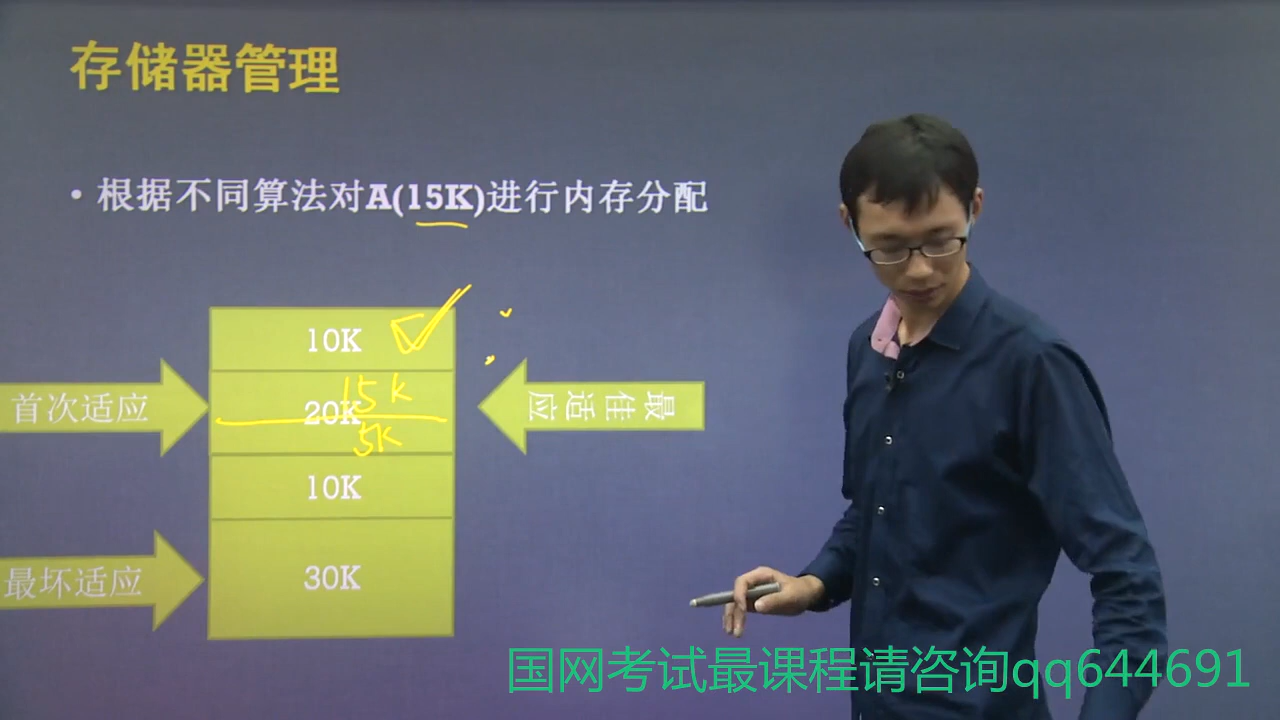 存储器管理
• 根据不同算法对A(15K)进行内存分配
10K
首次适应
20K
15K
5K
最佳适应
10K
最坏适应
30K
国网考试最课程请咨询qq644691